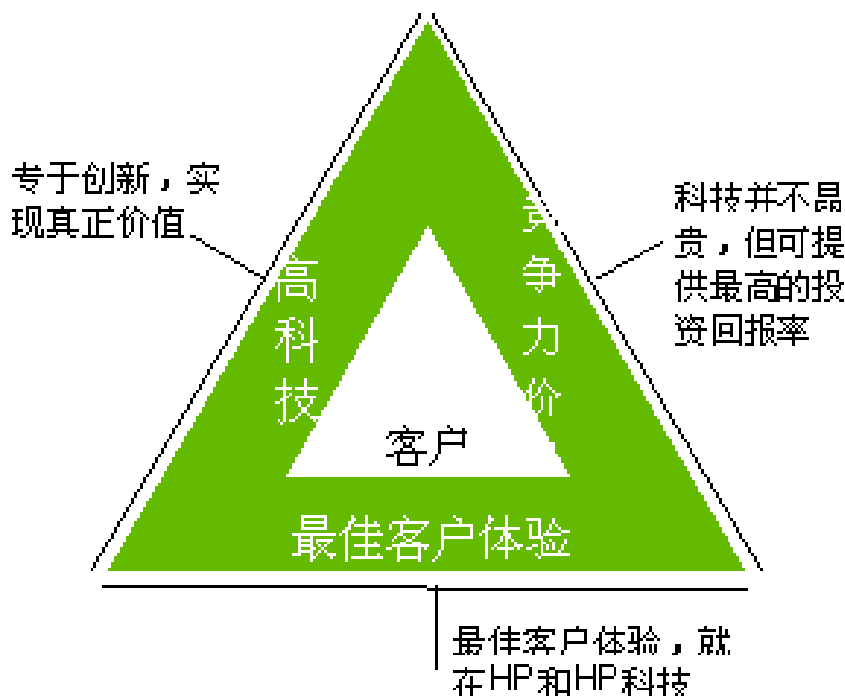 专于创新，实
现真正价值
科技并不昂
贵，但可提
供最高的投
资回报率
高
科
技
竞
争
力
价
客户
最佳客户体验
最佳客户体验，就
在HP和HP科技